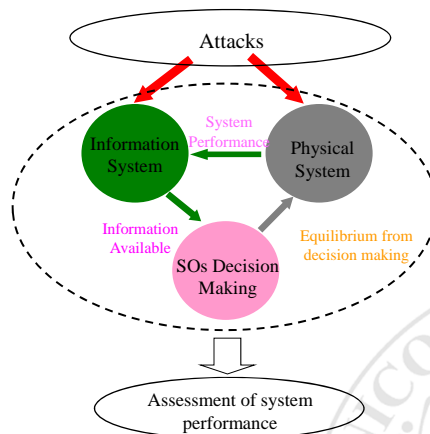 Attacks
System
Performance
Information
System
Physical
System
Information
Available
Equilibrium from
decision making
SOs Decision
Making
Assessment of system
performance